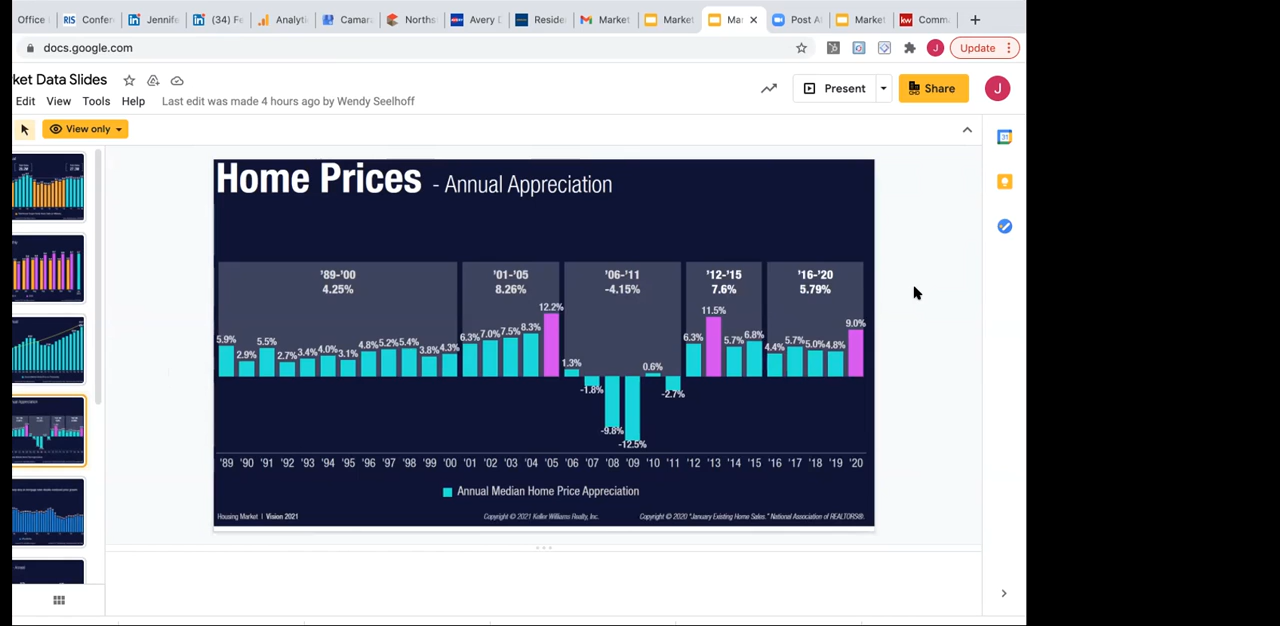 Office
Confer
Jennife
(34) Fe
Analyti
Camar
Norths
Avery D
Reside
Market
Market
Ma
Post A
Market
Comm
docs.google.com
Update
ket Data Slides
Edit View Tools Help Last edit was made 4 hours ago by Wendy Seelhoff
Present
Share
J
View only
Home Prices - Annual Appreciation
'89-'00 '01-'05 '06-'11 '12-'15 '16-'20
4.25% 8.26% -4.15% 7.6% 5.79%
5.9% 2.9% 5.5% 2.7% 3.4% 4.0% 3.1% 4.8% 5.2% 5.4% 3.8% 4.3% 6.3% 7.0% 7.5% 8.3% 12.2% 1.3% -1.8% -9.8% -12.5% 0.6% -2.7% 6.3% 11.5% 5.7% 6.8% 4.4% 5.7% 5.0% 4.8% 9.0%
'89 '90 '91 '92 '93 '94 '95 '96 '97 '98 '99 '00 '01 '02 '03 '04 '05 '06 '07 '08 '09 '10 '11 '12 '13 '14 '15 '16 '17 '18 '19 '20
Annual Median Home Price Appreciation
Housing Market | Vision 2021 Copyright © 2021 Keller Williams Realty, Inc. Copyright © 2020 "January Existing Home Sales." National Association of REALTORS®.